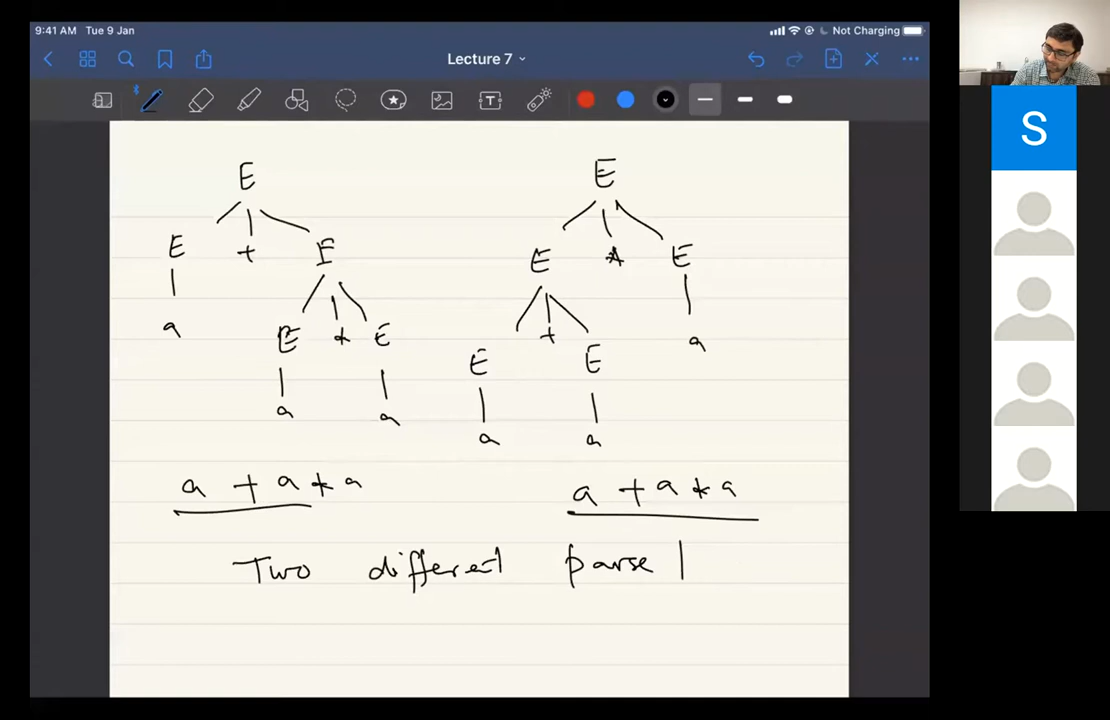 9:41 AM Tue 9 Jan
Not Charging
Lecture 7
T
S
E
E
E + E
E * E
a
E * E
+
a
E
E
a
a
a
a
a + a * a
a + a * a
Two different parse